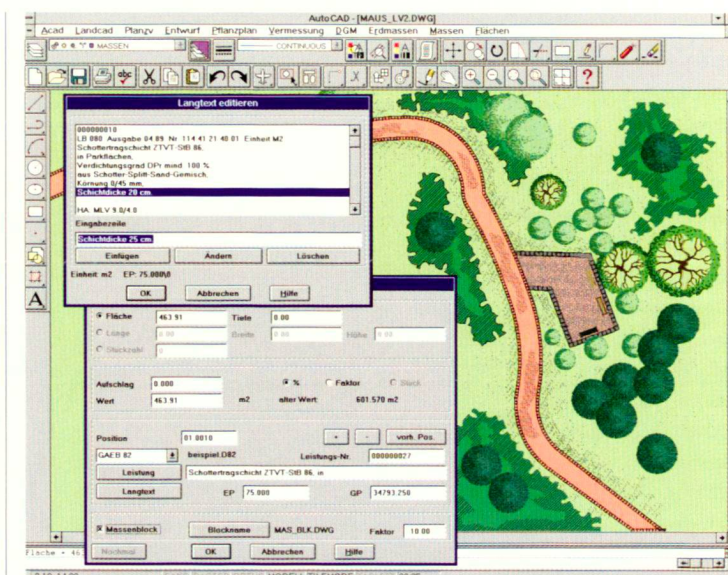 AutoCAD - [MAUS_LV2.DWG]
Acad Landcad Planzv Entwurf Pflanzplan Vermessung DGM Erdmassen Massen Flächen
MASSEN
CONTINUOUS
Langtext editieren
000000010
LB 080 Ausgabe 04.89 Nr 114 41 21 40 01 Einheit M2
Schottertragschicht ZTVT-StB 86,
in Parkflächen,
Verdichtungsgrad DPr mind. 100 %,
aus Schotter-Splitt-Sand-Gemisch,
Körnung 0/45 mm,
Schichtdicke 20 cm.
HA MLV 9.0/4.0
Eingabezeile
Schichtdicke 25 cm.
Einfügen Ändern Löschen
Einheit: m2 EP: 75.000\0
OK Abbrechen Hilfe
A
Fläche 463.91 Tiefe 0.00
Länge 0.00 Breite 0.00 Höhe 0.00
Stückzahl 0
Aufschlag 0.000 % Faktor Stück
Wert 463.91 m2 alter Wert: 601.570 m2
Position 01.0010 + - vorh. Pos.
GAEB 82 beispiel.D82 Leistungs-Nr. 000000027
Leistung Schottertragschicht ZTVT-StB 86, in
Langtext EP 75.000 GP 34793.250
Massenblock Blockname MAS_BLK.DWG Faktor 10.00
Nochmal OK Abbrechen Hilfe